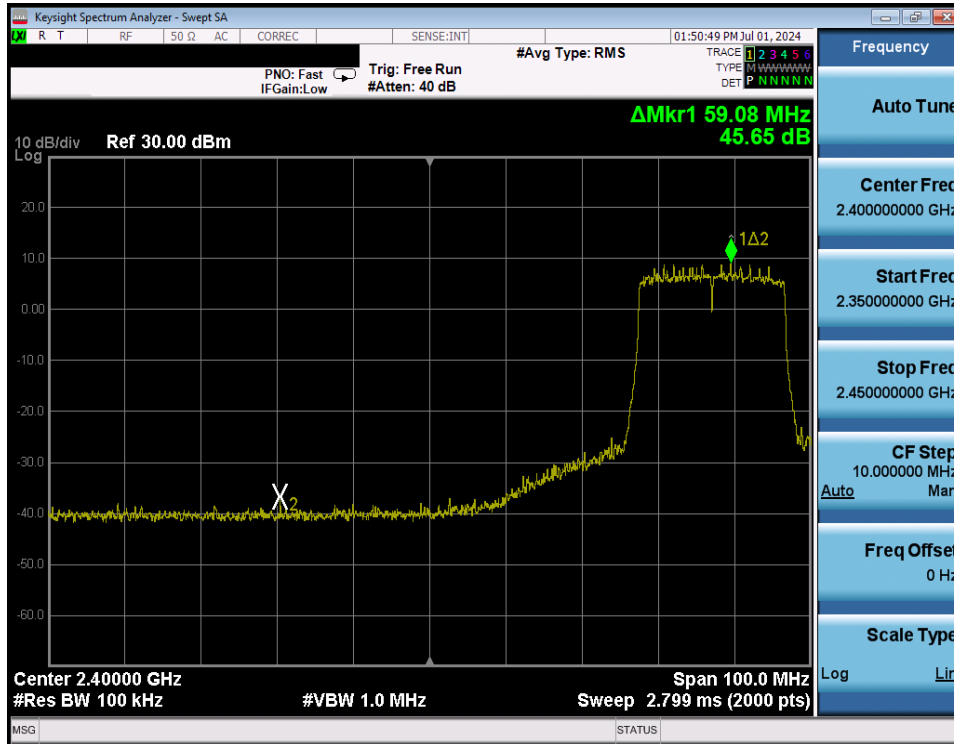 Keysight Spectrum Analyzer - Swept SA
LXI R T RF 50 Ω AC CORREC SENSE:INT 01:50:49 PM Jul 01, 2024
#Avg Type: RMS TRACE 1 2 3 4 5 6
PNO: Fast Trig: Free Run TYPE M W W W W W
IFGain:Low #Atten: 40 dB DET P N N N N N
ΔMkr1 59.08 MHz
45.65 dB
10 dB/div Ref 30.00 dBm
Log
20.0
10.0
0.00
-10.0
-20.0
-30.0
-40.0
-50.0
-60.0
1Δ2
X2
Center 2.40000 GHz Span 100.0 MHz
#Res BW 100 kHz #VBW 1.0 MHz Sweep 2.799 ms (2000 pts)
MSG STATUS
Frequency
Auto Tune
Center Freq
2.400000000 GHz
Start Freq
2.350000000 GHz
Stop Freq
2.450000000 GHz
CF Step
10.000000 MHz
Auto Man
Freq Offset
0 Hz
Scale Type
Log Lin